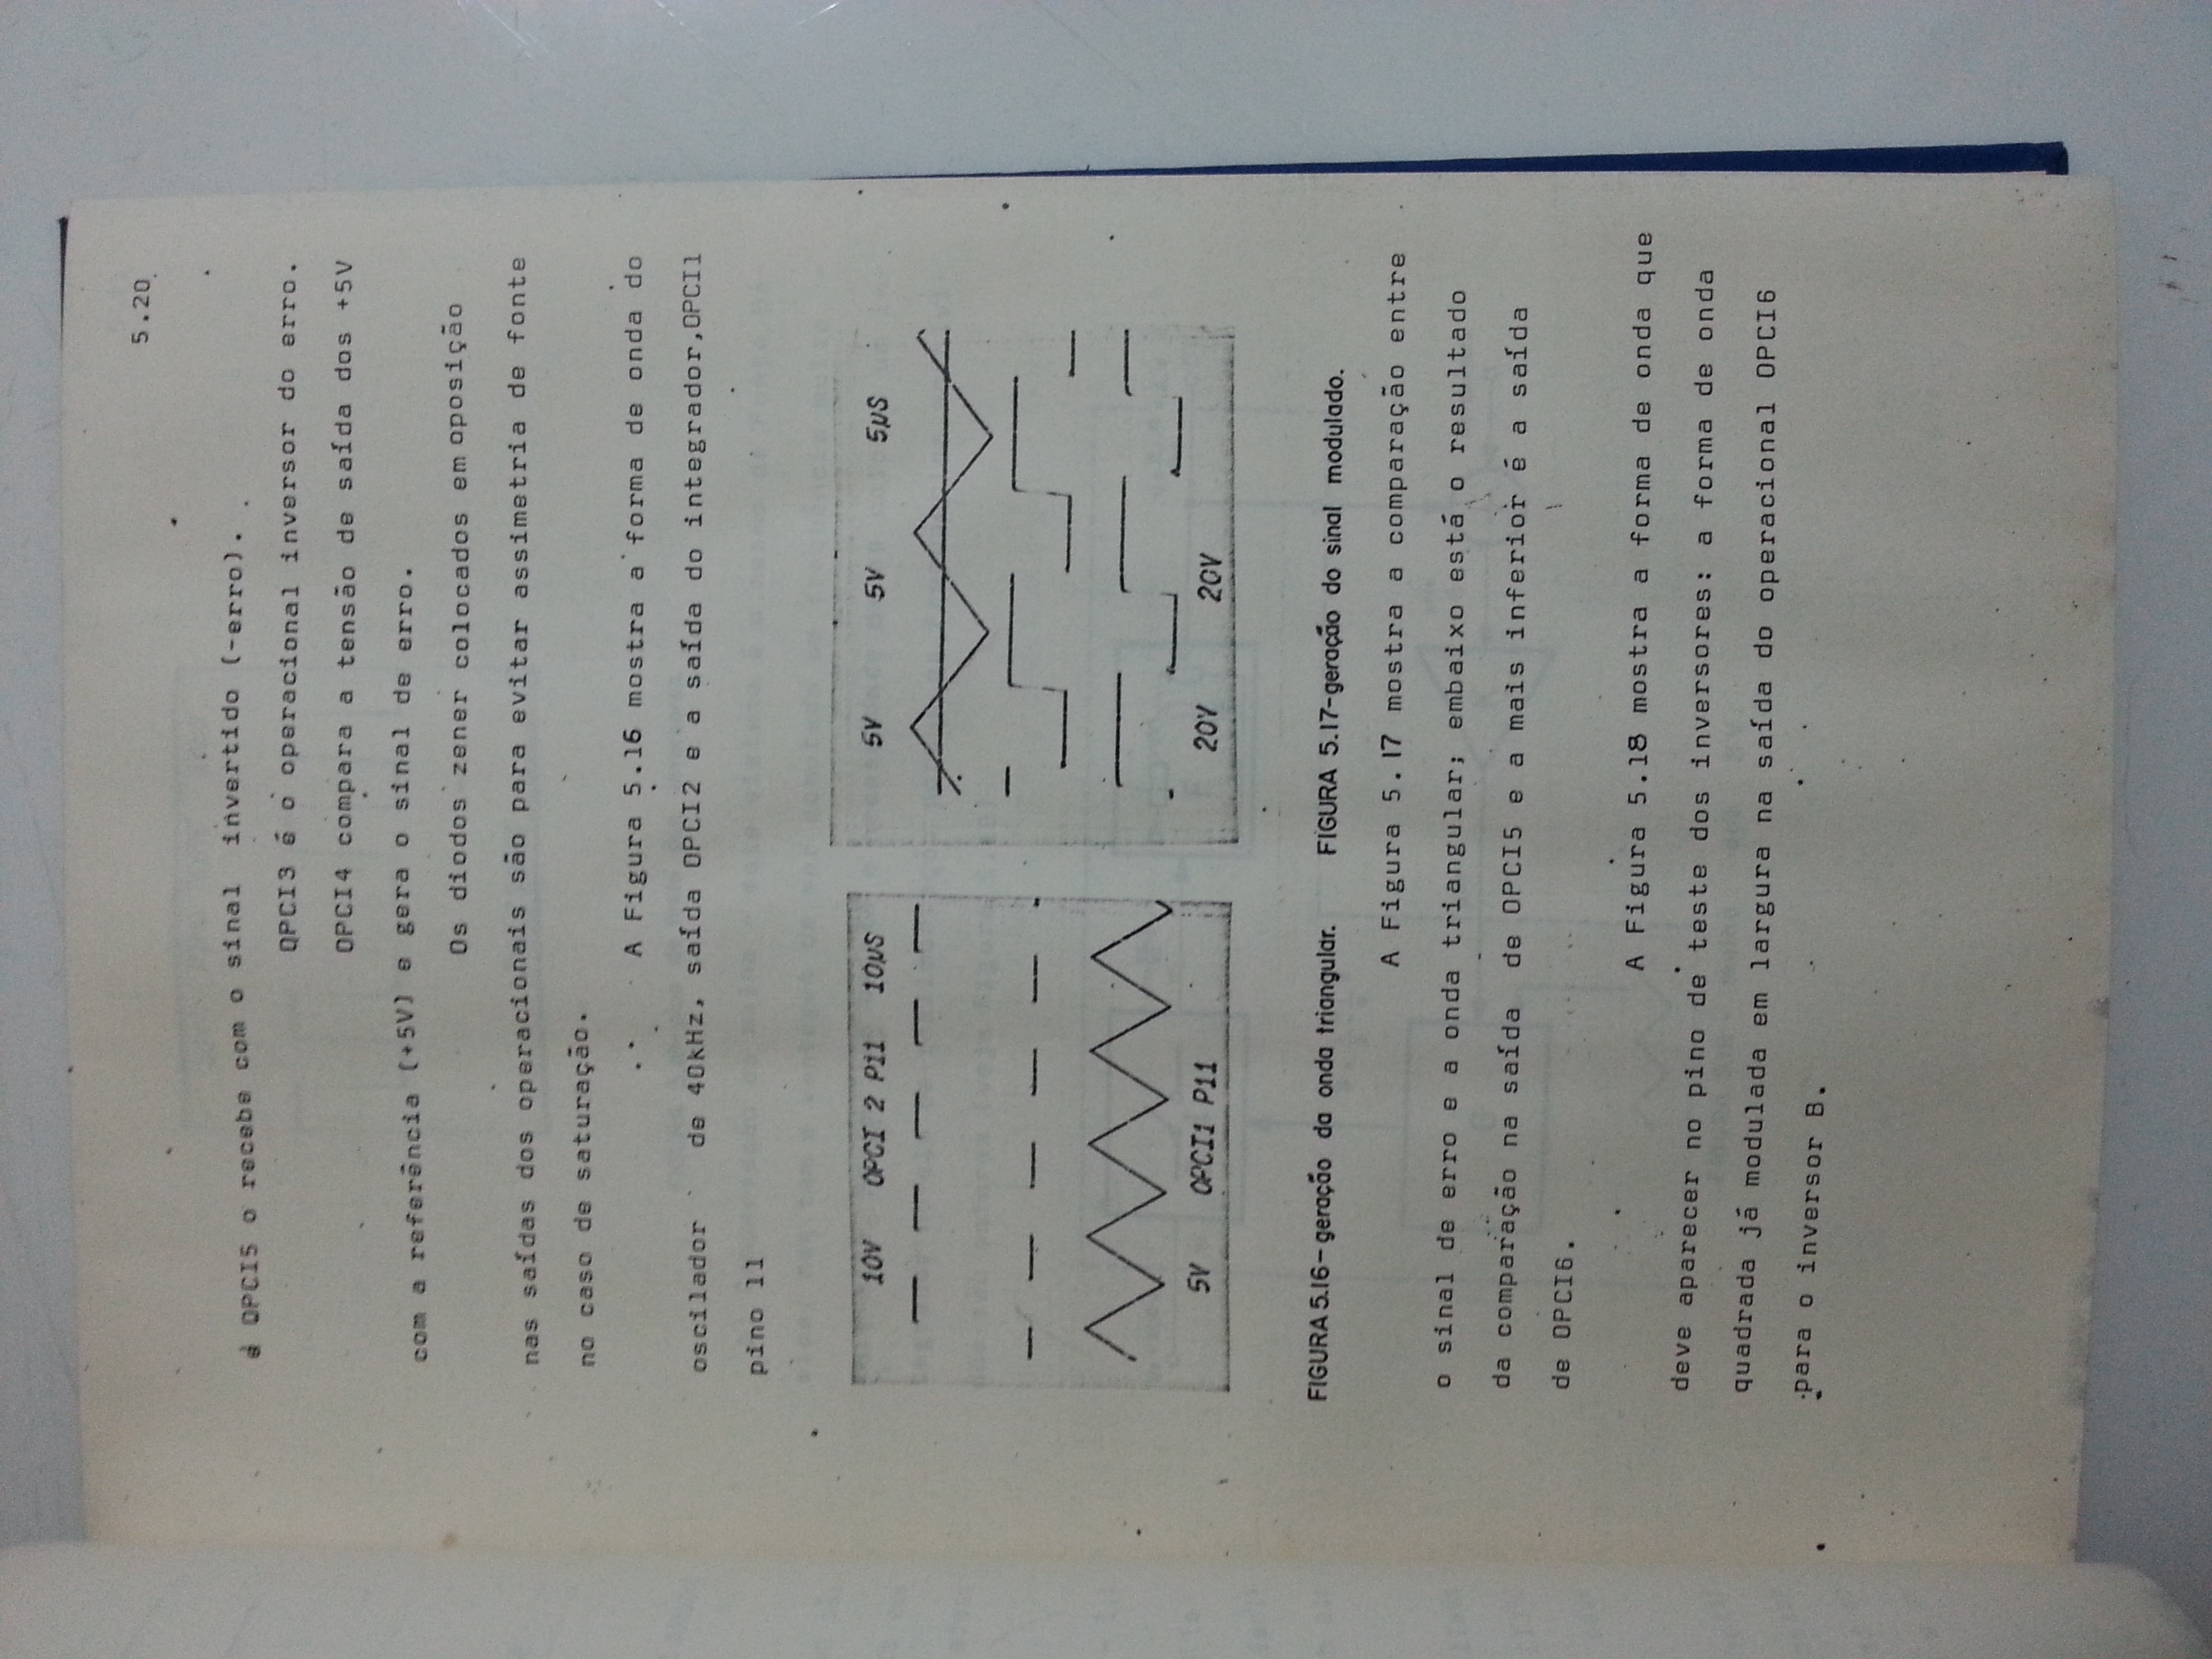 5.20
é OPCI5 o recebe com o sinal invertido (-erro).
OPCI3 é o operacional inversor do erro.
OPCI4 compara a tensão de saída dos +5V
com a referência (+5V) e gera o sinal de erro.
Os diodos zener colocados em oposição
nas saídas dos operacionais são para evitar assimetria de fonte
no caso de saturação.
A Figura 5.16 mostra a forma de onda do
oscilador de 40kHz, saída OPCI2 e a saída do integrador,OPCI1
pino 11
10V OPCI 2 P11 10µS
5V OPCI1 P11
5V 5V 5µS
20V 20V
FIGURA 5.16-geração da onda triangular. FIGURA 5.17-geração do sinal modulado.
A Figura 5.17 mostra a comparação entre
o sinal de erro e a onda triangular; embaixo está o resultado
da comparação na saída de OPCI5 e a mais inferior é a saída
de OPCI6.
A Figura 5.18 mostra a forma de onda que
deve aparecer no pino de teste dos inversores: a forma de onda
quadrada já modulada em largura na saída do operacional OPCI6
para o inversor B.